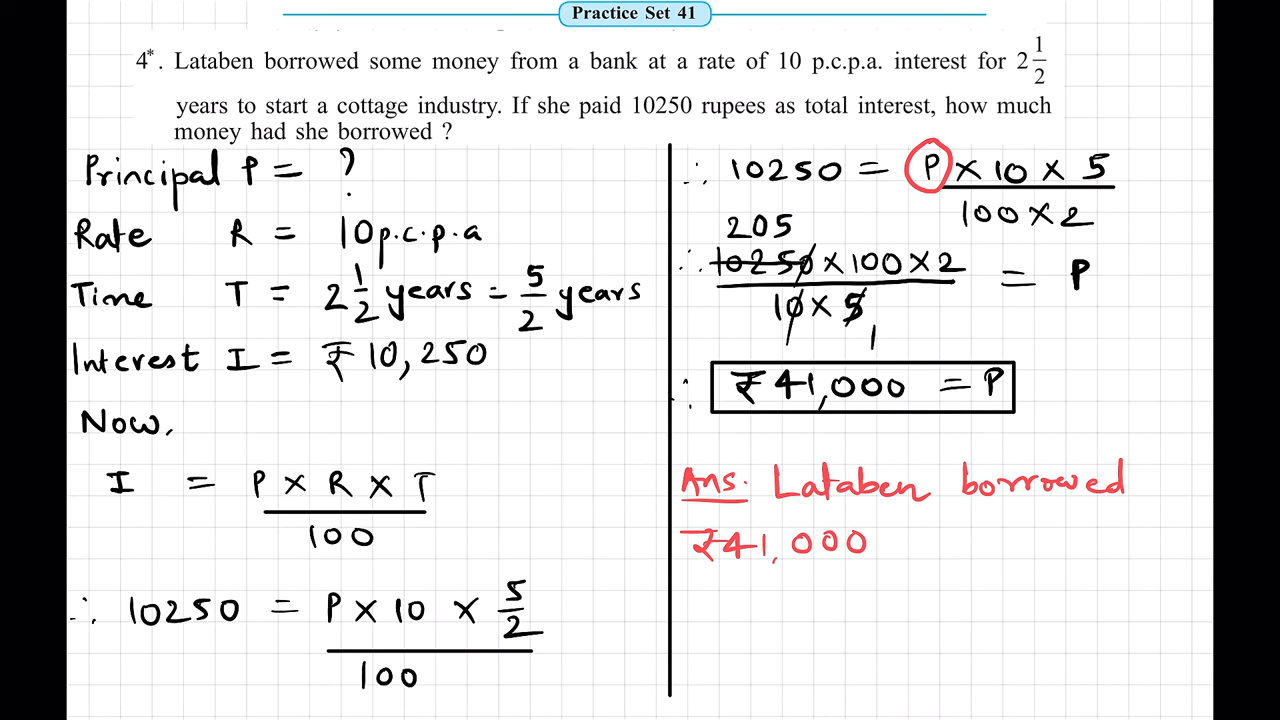 Practice Set 41
4*. Lataben borrowed some money from a bank at a rate of 10 p.c.p.a. interest for 2 1/2
years to start a cottage industry. If she paid 10250 rupees as total interest, how much
money had she borrowed ?
Principal P = ?
Rate R = 10 p.c.p.a
Time T = 2 1/2 years = 5/2 years
Interest I = ₹ 10,250
Now,
I = P × R × T
100
∴ 10250 = P × 10 × 5/2
100
∴ 10250 = P × 10 × 5
100 × 2
205
∴ 10250 × 100 × 2 = P
10 × 5
1
∴ ₹ 41,000 = P
Ans. Lataben borrowed
₹41,000